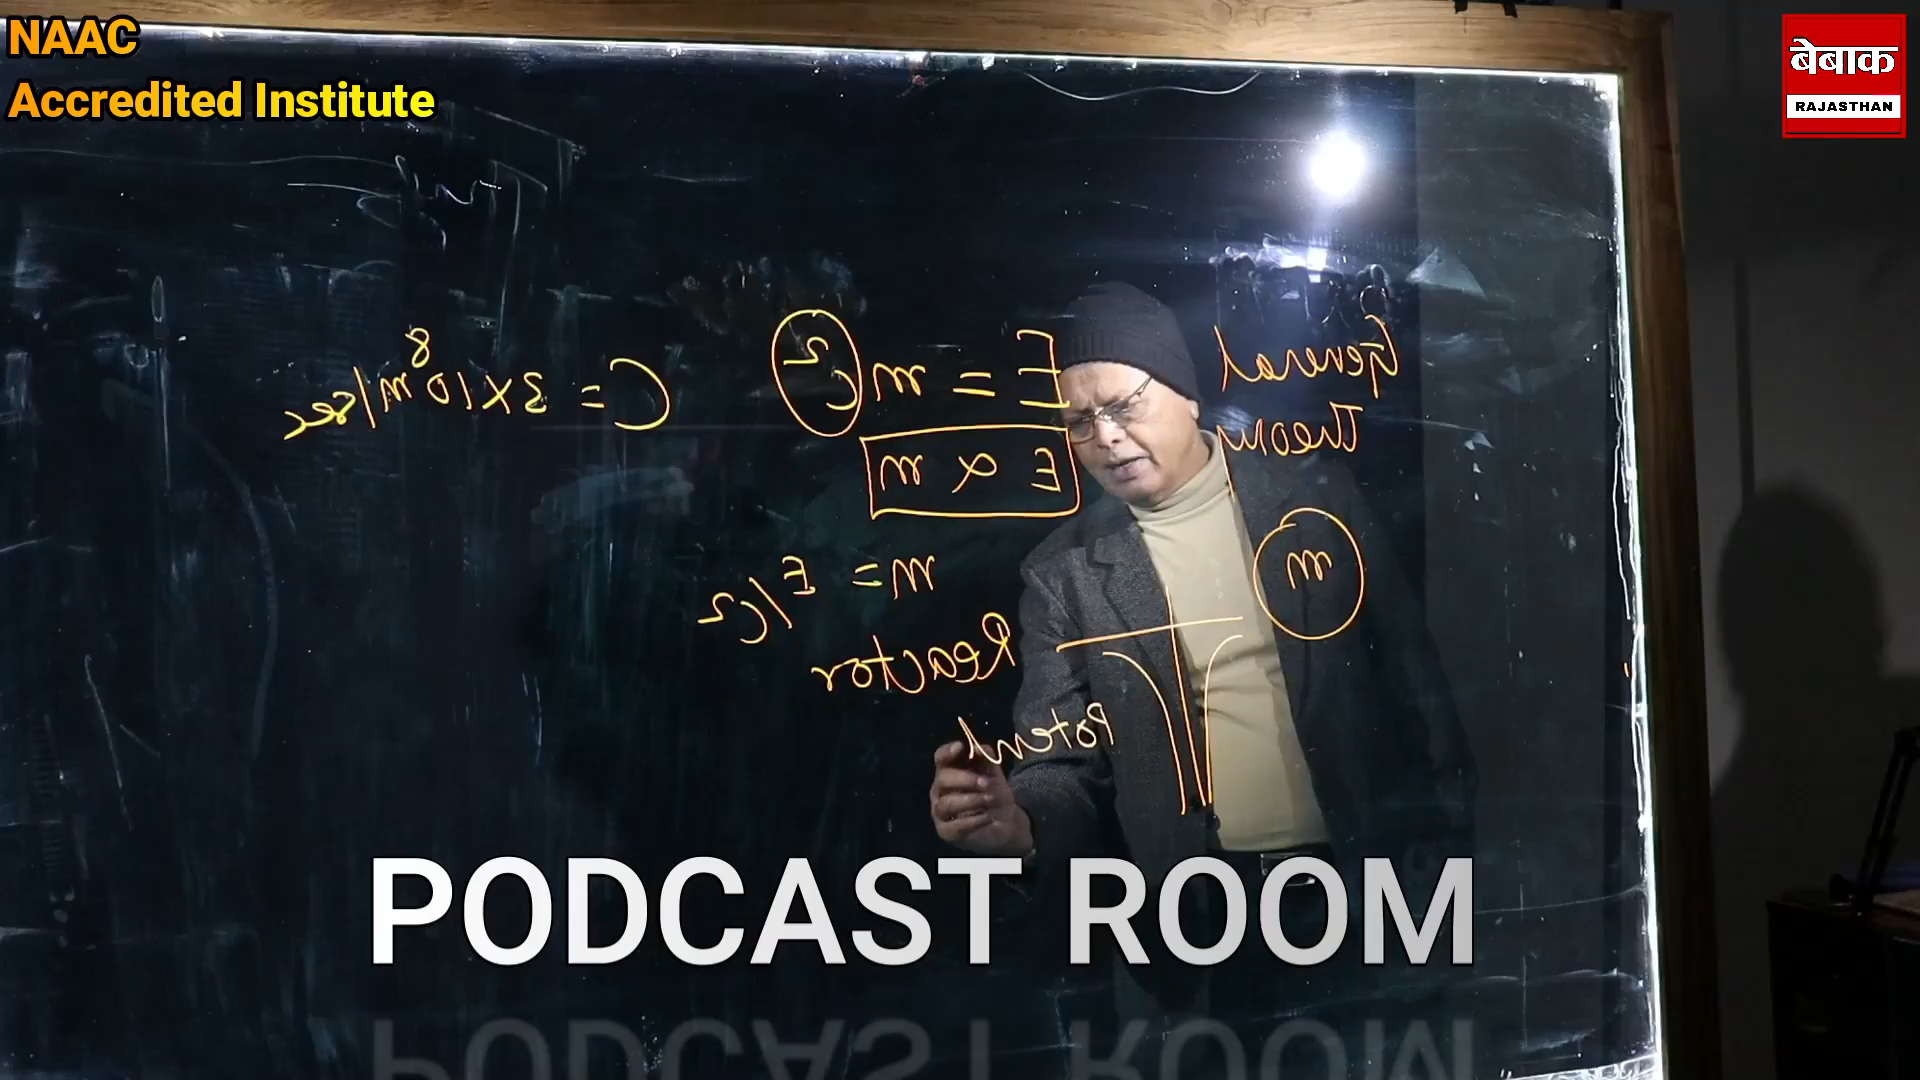 NAAC
Accredited Institute
बेबाक
RAJASTHAN
General
Theory
E = mc²
C = 3×10⁸ m/sec
E ∝ m
m
m = E/C²
Reactor
Potent
PODCAST ROOM